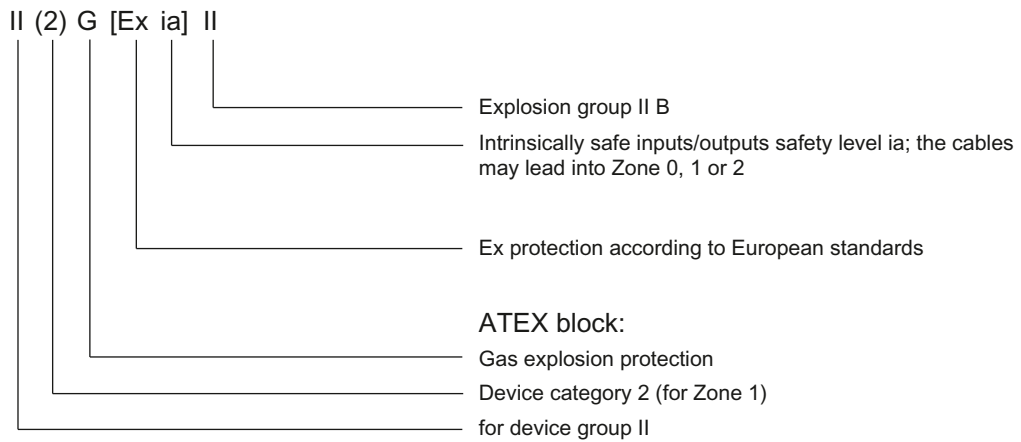 II (2) G [Ex ia] II
Explosion group II B
Intrinsically safe inputs/outputs safety level ia; the cables
may lead into Zone 0, 1 or 2
Ex protection according to European standards
ATEX block:
Gas explosion protection
Device category 2 (for Zone 1)
for device group II